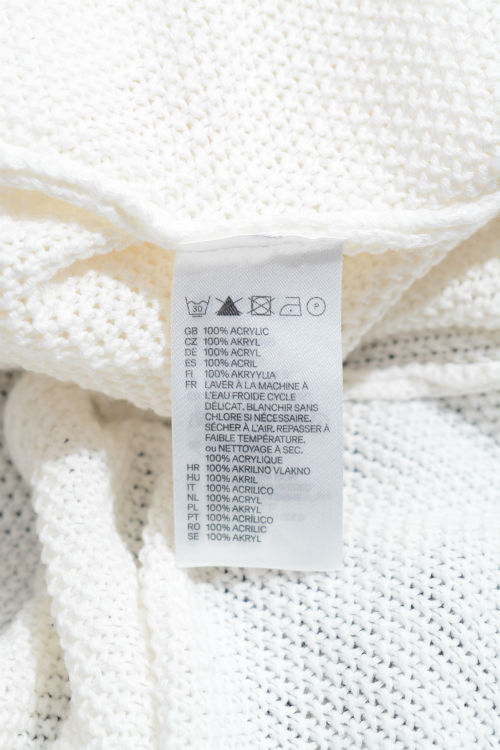 30 P
GB 100% ACRYLIC
CZ 100% AKRYL
DE 100% ACRYL
ES 100% ACRIL
FI 100% AKRYYLIA
FR LAVER À LA MACHINE À
L'EAU FROIDE CYCLE
DÉLICAT. BLANCHIR SANS
CHLORE SI NÉCESSAIRE.
SÉCHER À L'AIR. REPASSER À
FAIBLE TEMPÉRATURE.
ou NETTOYAGE À SEC.
100% ACRYLIQUE
HR 100% AKRILNO VLAKNO
HU 100% AKRIL
IT 100% ACRILICO
NL 100% ACRYL
PL 100% AKRYL
PT 100% ACRÍLICO
RO 100% ACRILIC
SE 100% AKRYL